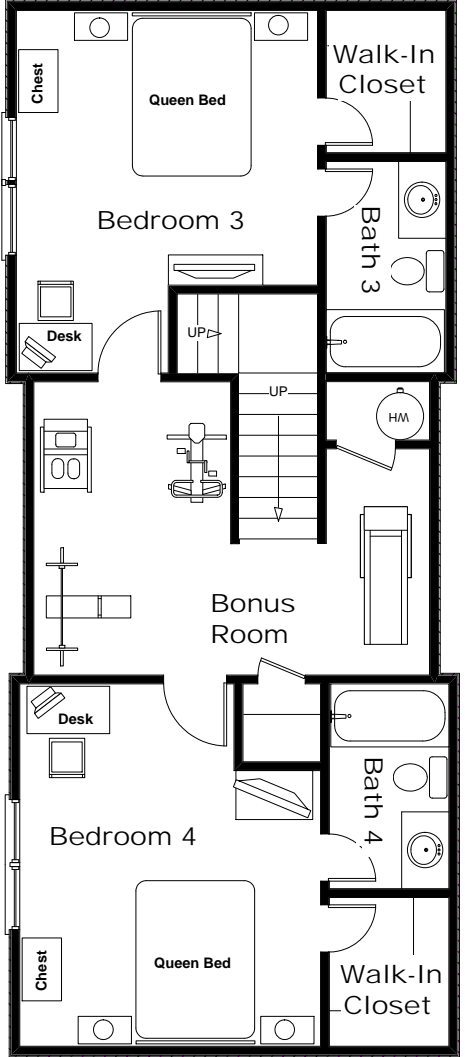 Walk-In
Closet
Chest
Queen Bed
Bedroom 3
Bath 3
Desk
UP
UP
WH
Bonus
Room
Desk
Bath 4
Bedroom 4
Chest
Queen Bed
Walk-In
Closet